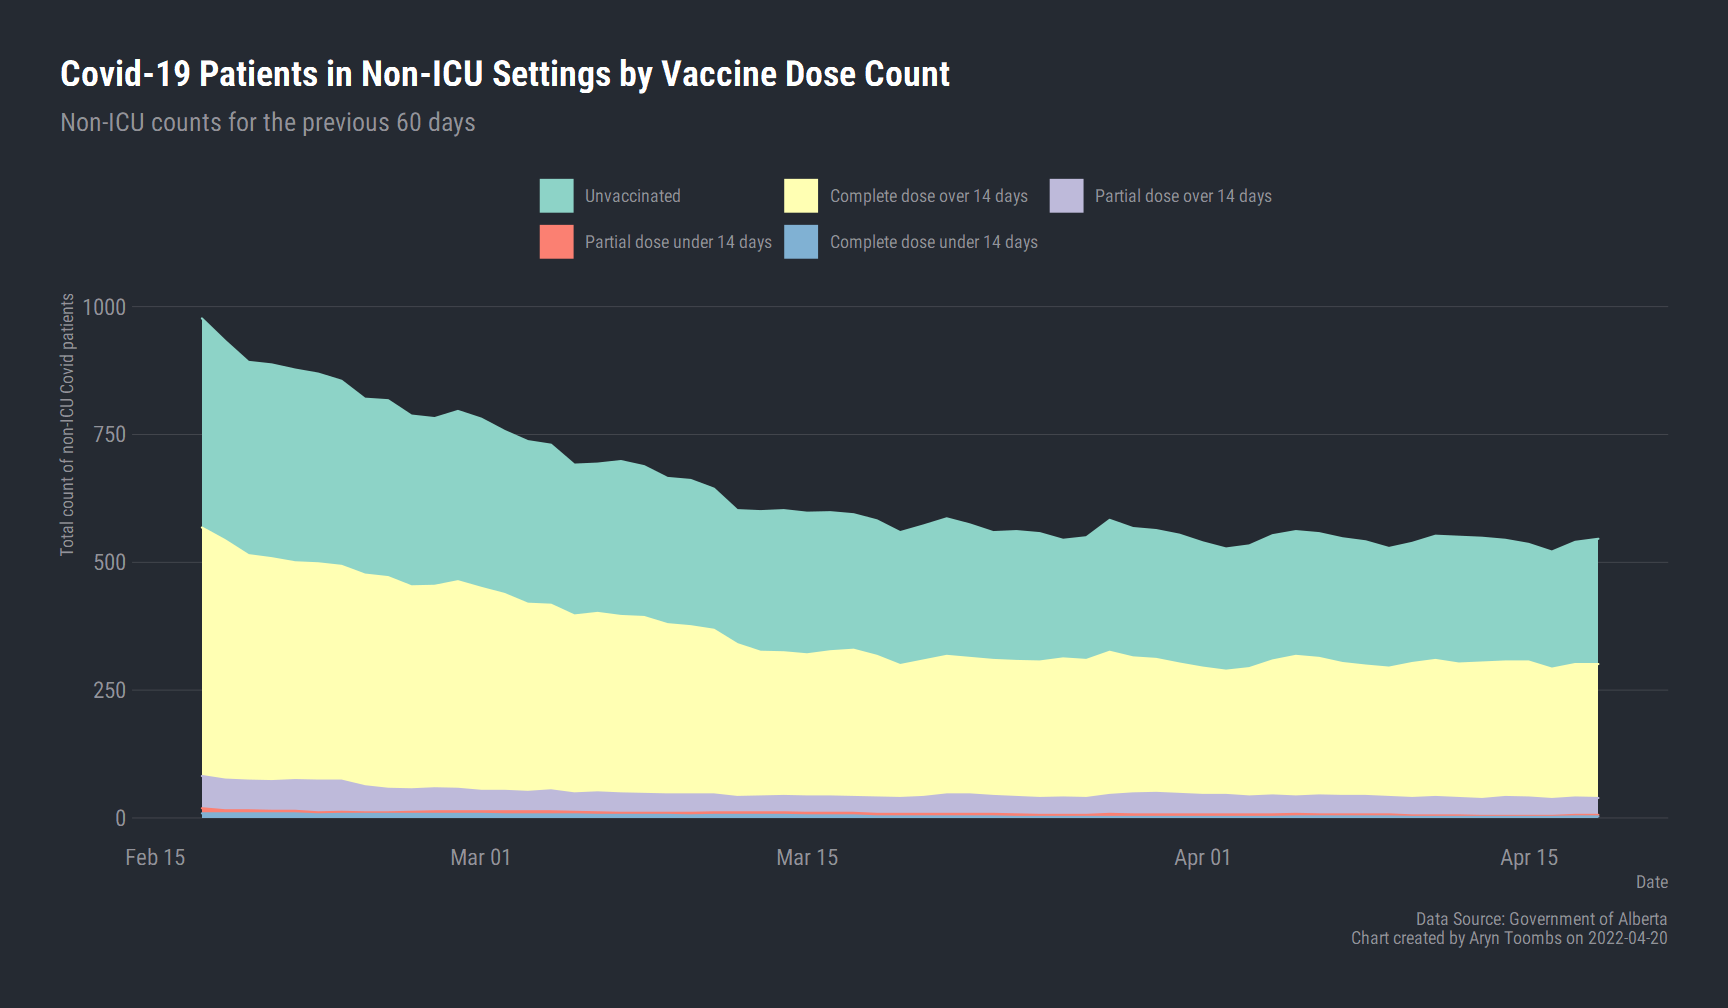 Covid-19 Patients in Non-ICU Settings by Vaccine Dose Count
Non-ICU counts for the previous 60 days
Unvaccinated
Complete dose over 14 days
Partial dose over 14 days
Partial dose under 14 days
Complete dose under 14 days
Total count of non-ICU Covid patients
1000
750
500
250
0
Feb 15
Mar 01
Mar 15
Apr 01
Apr 15
Date
Data Source: Government of Alberta
Chart created by Aryn Toombs on 2022-04-20